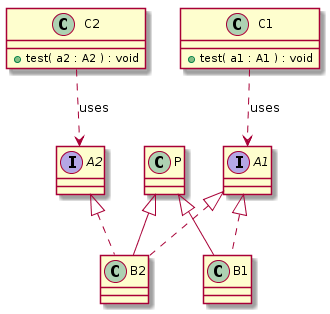 C C2
test( a2 : A2 ) : void
C C1
test( a1 : A1 ) : void
uses
uses
I A2
C P
I A1
C B2
C B1